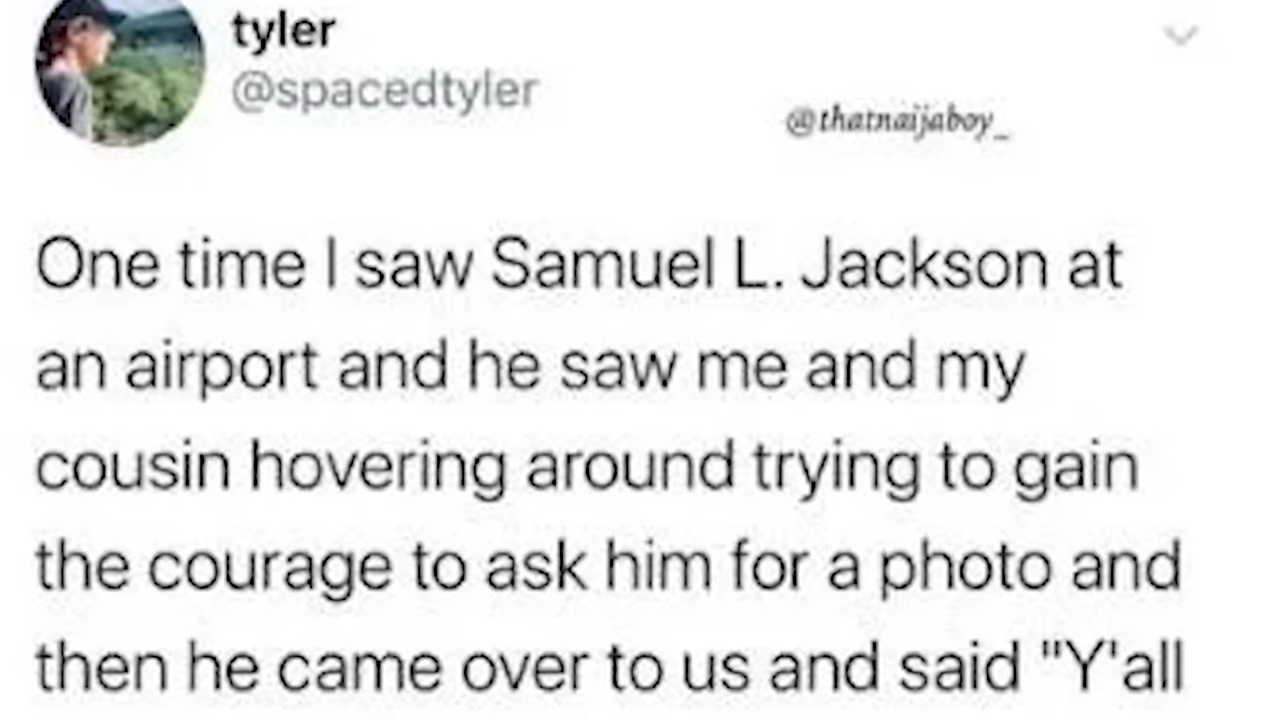 tyler
@spacedtyler
@thatnaijaboy_
One time I saw Samuel L. Jackson at
an airport and he saw me and my
cousin hovering around trying to gain
the courage to ask him for a photo and
then he came over to us and said "Y'all